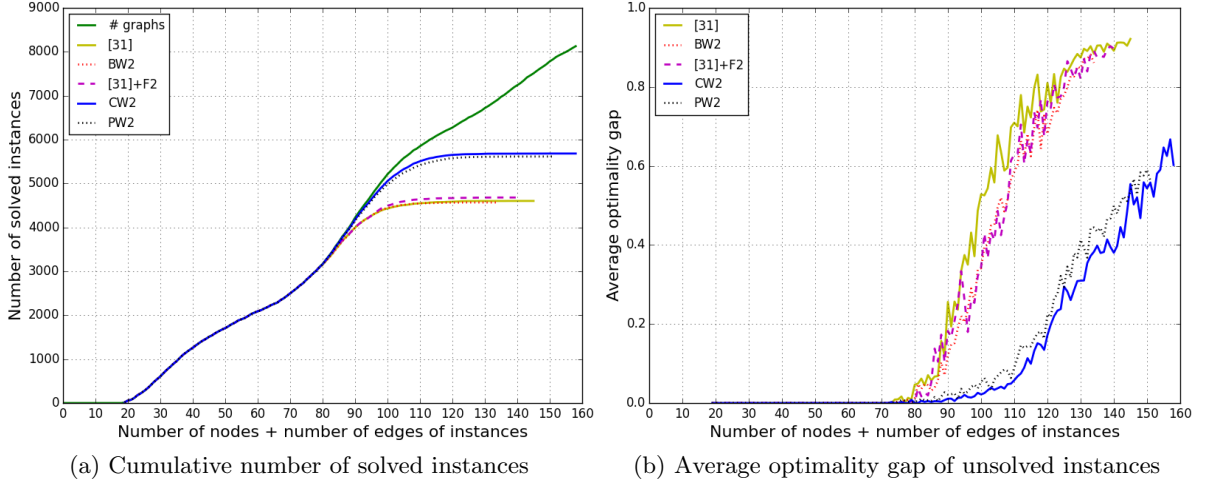 9000
8000
7000
6000
5000
4000
3000
2000
1000
0
Number of solved instances
# graphs
[31]
BW2
[31]+F2
CW2
PW2
0 10 20 30 40 50 60 70 80 90 100 110 120 130 140 150 160
Number of nodes + number of edges of instances
(a) Cumulative number of solved instances
1.0
0.8
0.6
0.4
0.2
0.0
Average optimality gap
[31]
BW2
[31]+F2
CW2
PW2
0 10 20 30 40 50 60 70 80 90 100 110 120 130 140 150 160
Number of nodes + number of edges of instances
(b) Average optimality gap of unsolved instances